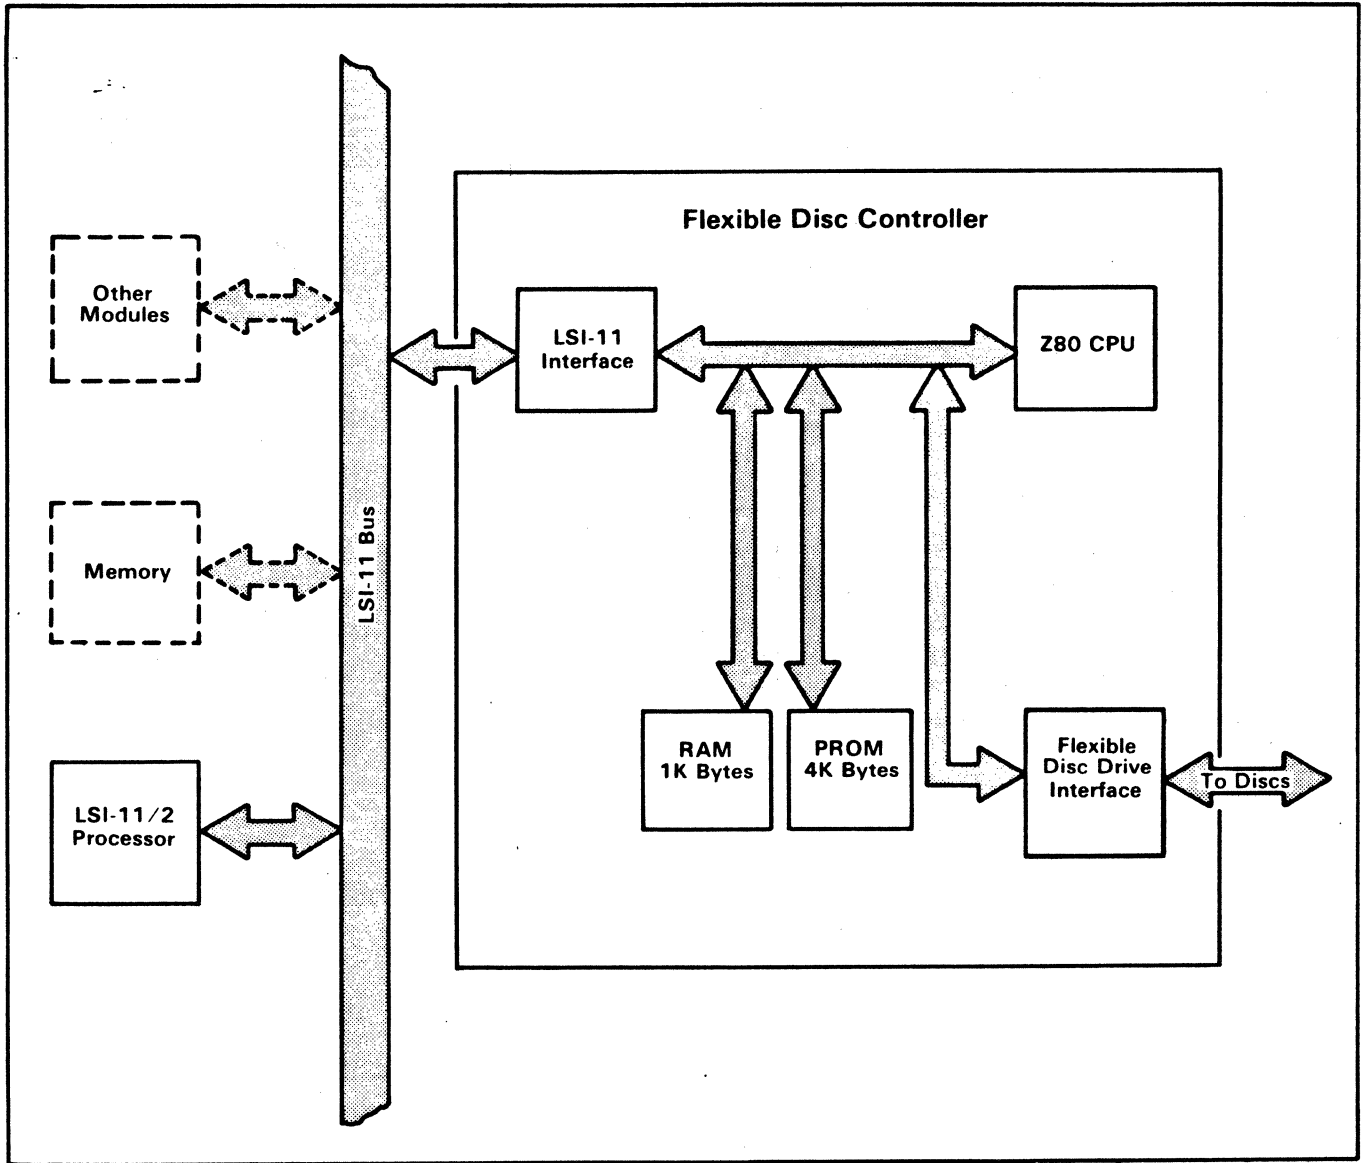 Flexible Disc Controller
Other
Modules
LSI-11
Interface
Z80 CPU
Memory
LSI-11 Bus
RAM
1K Bytes
PROM
4K Bytes
Flexible
Disc Drive
Interface
To Discs
LSI-11/2
Processor